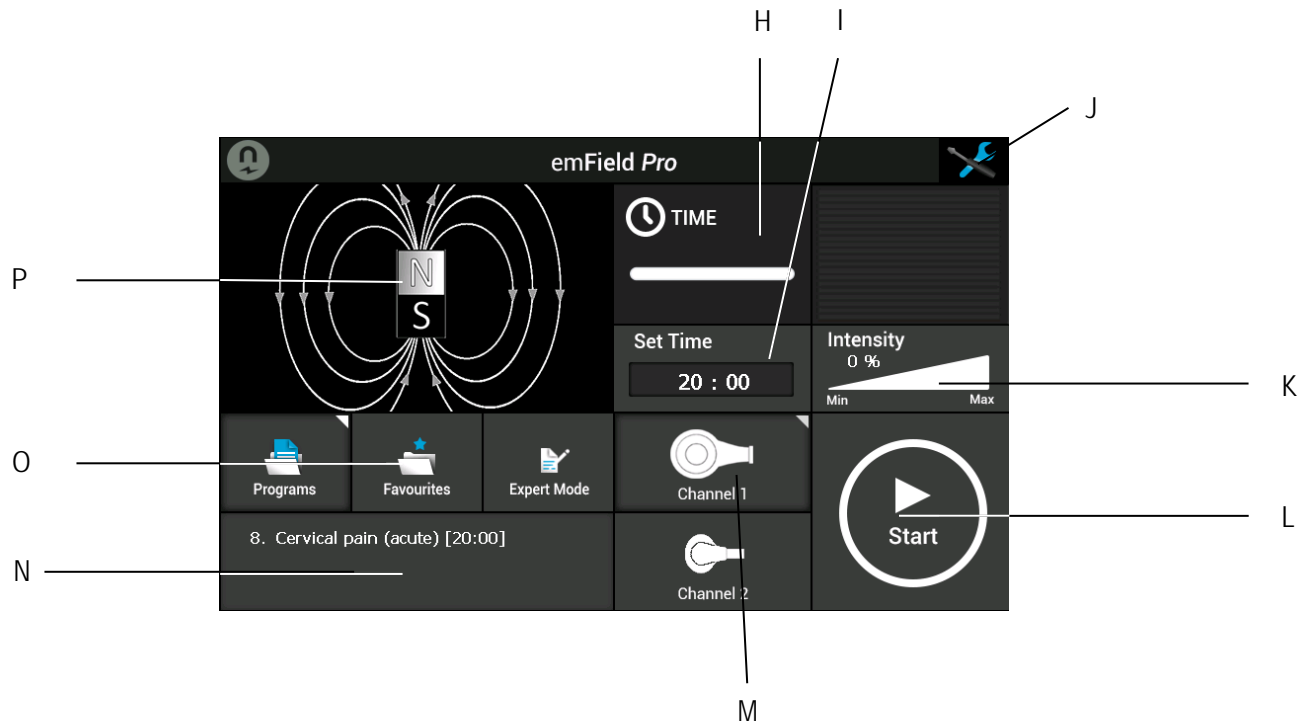 H
I
J
emField Pro
TIME
P
N
S
Set Time
20 : 00
Intensity
0 %
Min
Max
K
O
Programs
Favourites
Expert Mode
Channel 1
Start
L
8. Cervical pain (acute) [20:00]
N
Channel 2
M